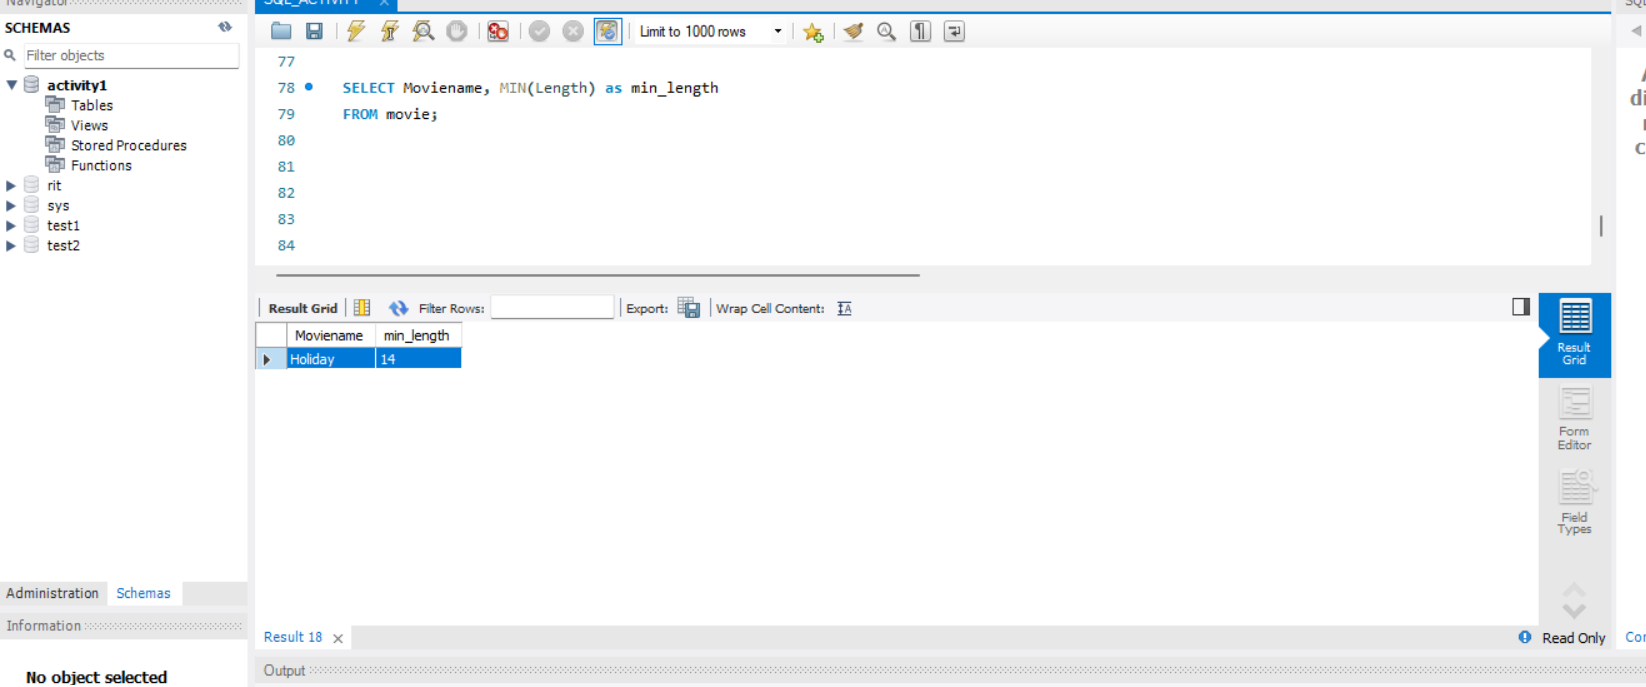 Navigator
SCHEMAS
Filter objects
activity1
Tables
Views
Stored Procedures
Functions
rit
sys
test1
test2
Administration Schemas
Information
No object selected
SQL_ACTIVITY
Limit to 1000 rows
77
78 SELECT Moviename, MIN(Length) as min_length
79 FROM movie;
80
81
82
83
84
Result Grid Filter Rows: Export: Wrap Cell Content:
Moviename min_length
Holiday 14
Result Grid
Form Editor
Field Types
Result 18 Read Only
Output